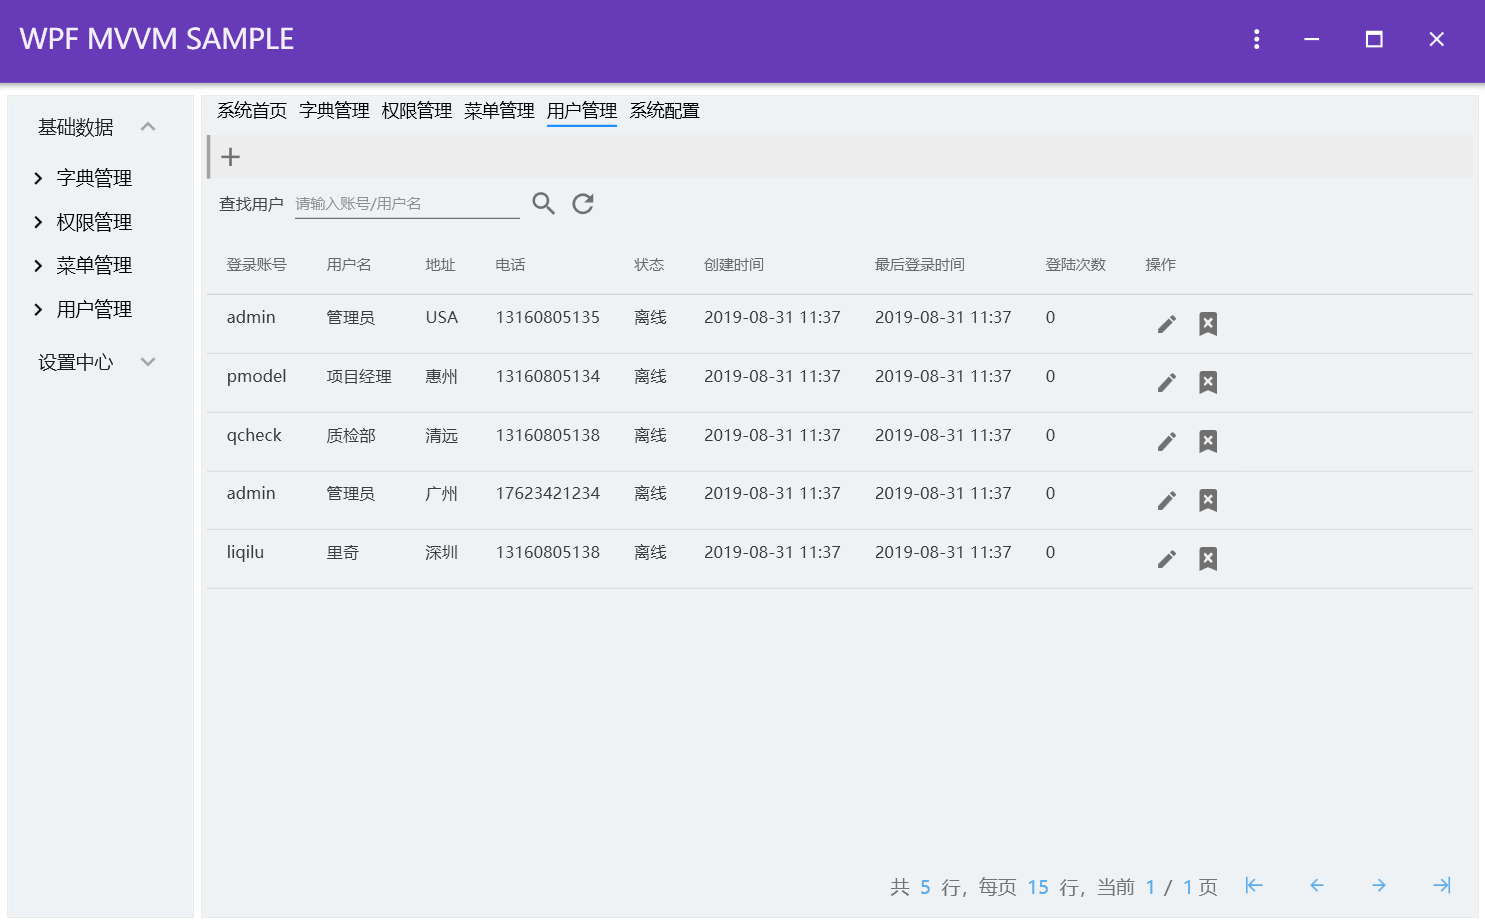 WPF MVVM SAMPLE
基础数据
字典管理
权限管理
菜单管理
用户管理
设置中心
系统首页 字典管理 权限管理 菜单管理 用户管理 系统配置
查找用户 请输入账号/用户名
登录账号 用户名 地址 电话 状态 创建时间 最后登录时间 登陆次数 操作
admin 管理员 USA 13160805135 离线 2019-08-31 11:37 2019-08-31 11:37 0
pmodel 项目经理 惠州 13160805134 离线 2019-08-31 11:37 2019-08-31 11:37 0
qcheck 质检部 清远 13160805138 离线 2019-08-31 11:37 2019-08-31 11:37 0
admin 管理员 广州 17623421234 离线 2019-08-31 11:37 2019-08-31 11:37 0
liqilu 里奇 深圳 13160805138 离线 2019-08-31 11:37 2019-08-31 11:37 0
共 5 行，每页 15 行，当前 1 / 1 页